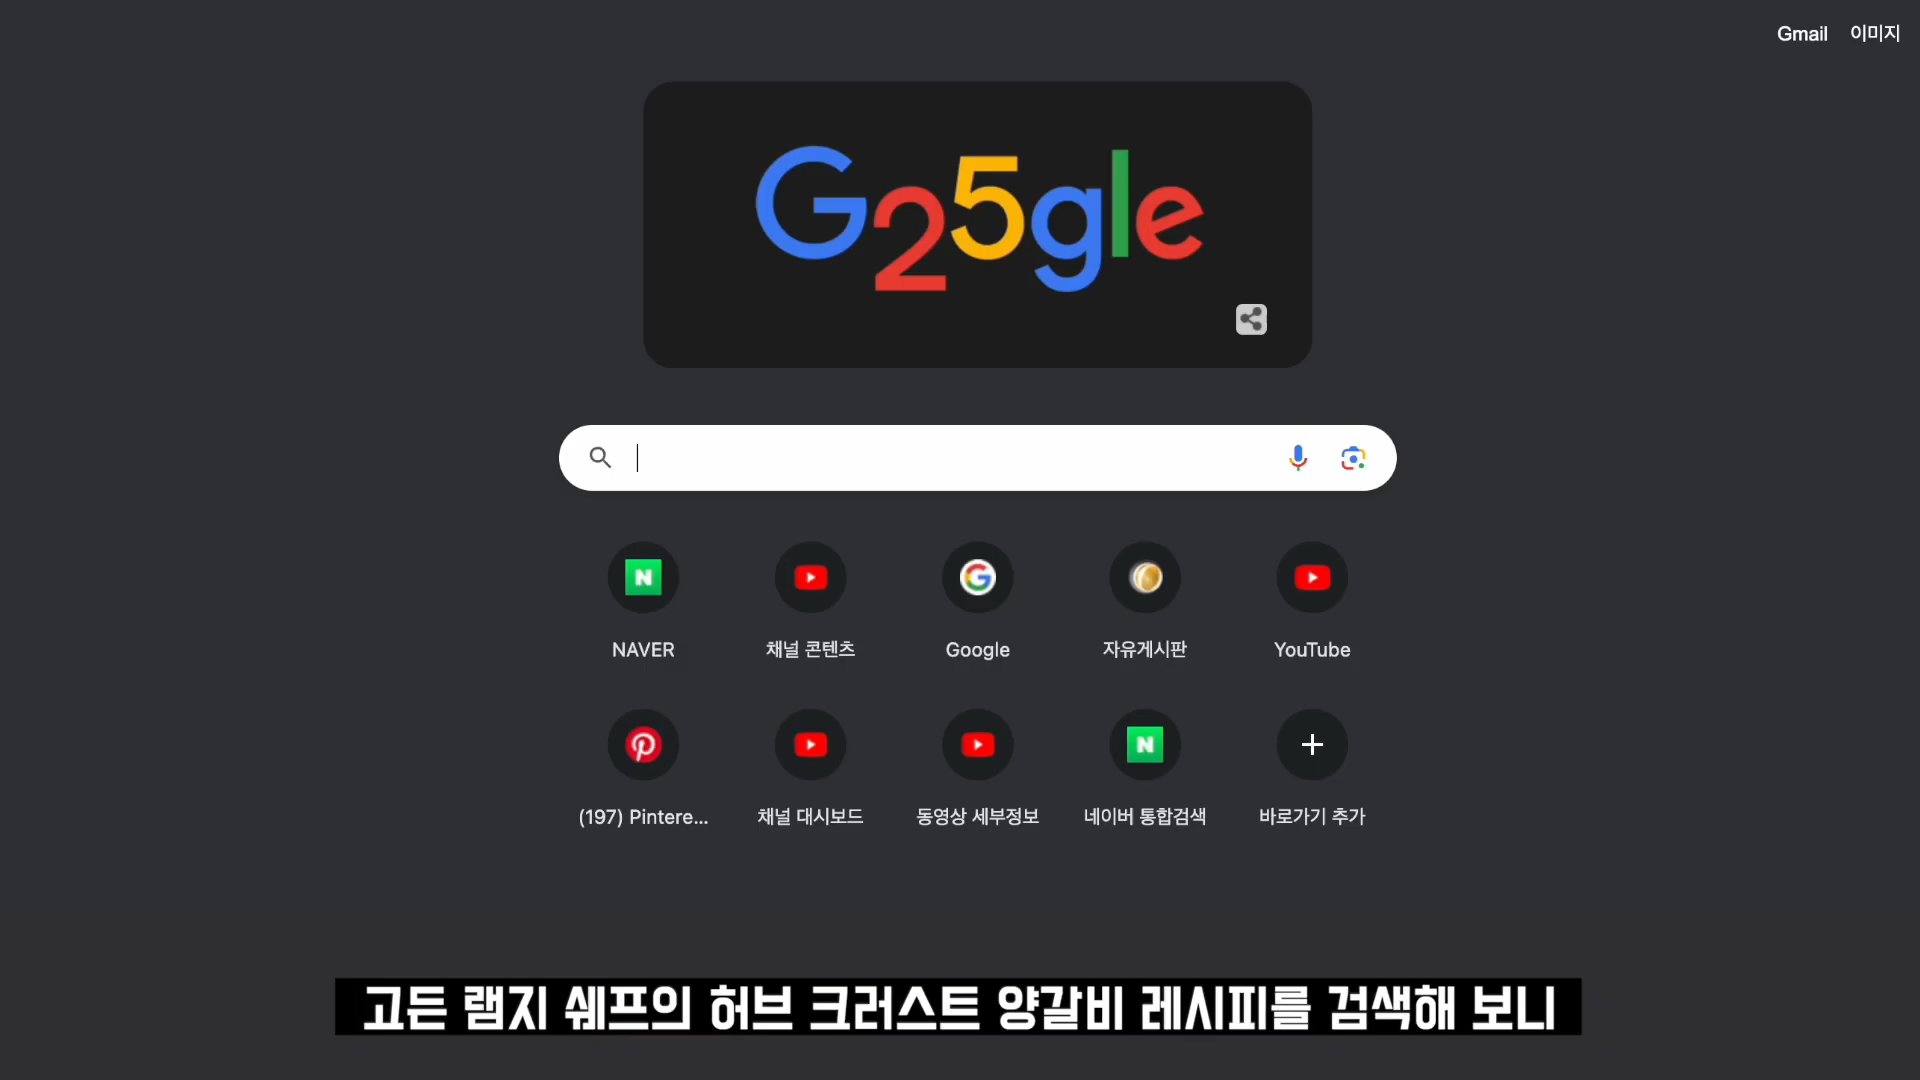 Gmail 이미지
G25gle
NAVER 채널 콘텐츠 Google 자유게시판 YouTube
(197) Pintere... 채널 대시보드 동영상 세부정보 네이버 통합검색 바로가기 추가
고든 램지 쉐프의 허브 크러스트 양갈비 레시피를 검색해 보니